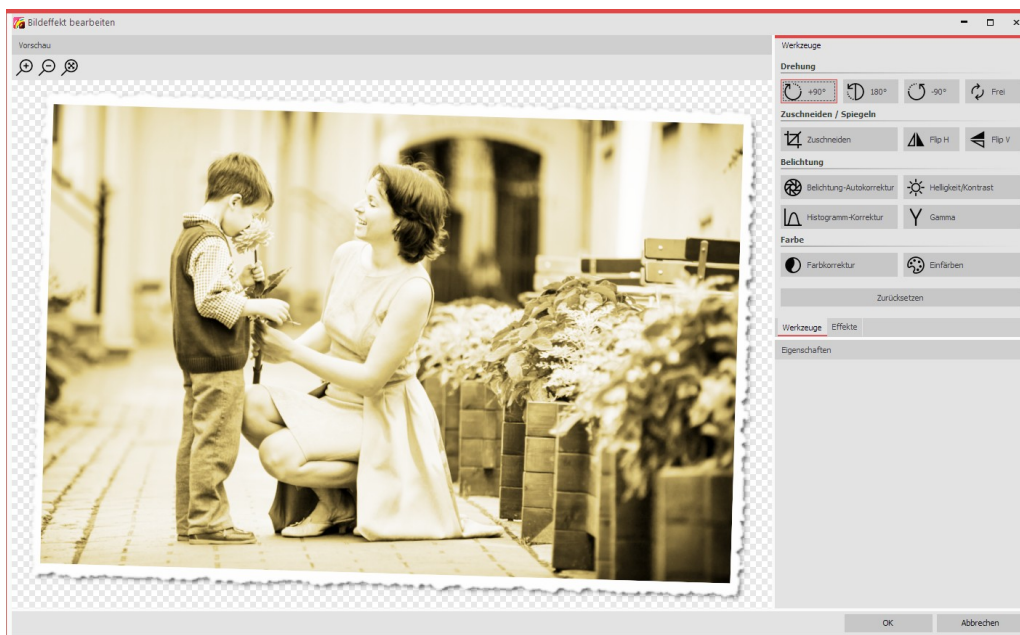 Bildeffekt bearbeiten
Vorschau
Werkzeuge
Drehung
+90° 180° -90° Frei
Zuschneiden / Spiegeln
Zuschneiden Flip H Flip V
Belichtung
Belichtung-Autokorrektur Helligkeit/Kontrast
Histogramm-Korrektur Gamma
Farbe
Farbkorrektur Einfärben
Zurücksetzen
Werkzeuge Effekte
Eigenschaften
OK Abbrechen